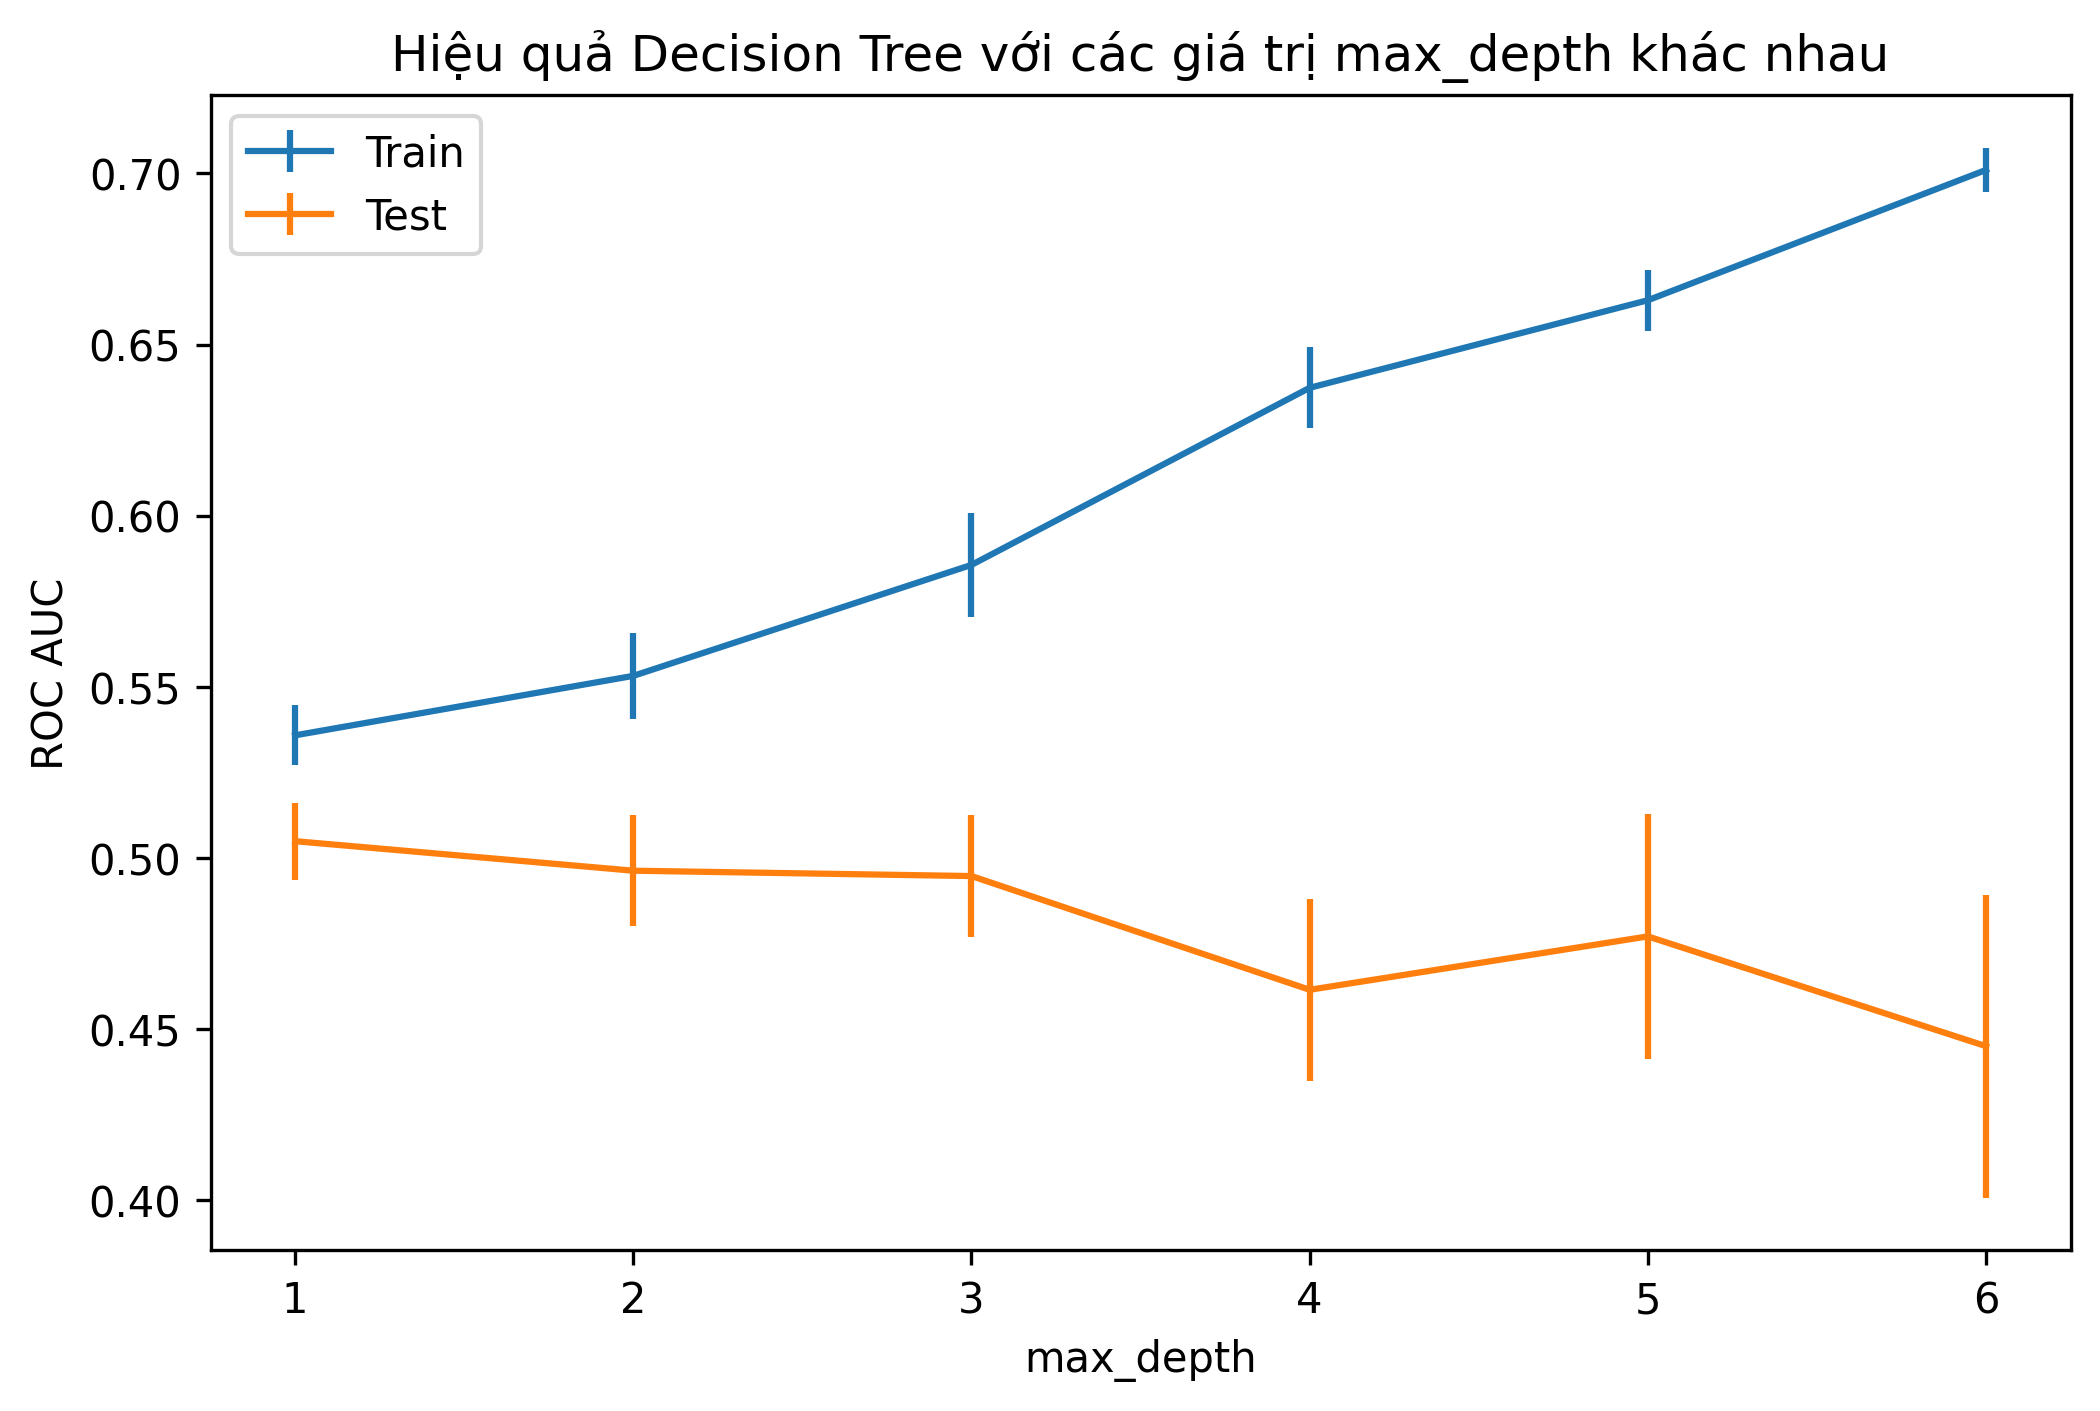 Hiệu quả Decision Tree với các giá trị max_depth khác nhau
Train
Test
0.70
0.65
0.60
0.55
0.50
0.45
0.40
ROC AUC
1 2 3 4 5 6
max_depth